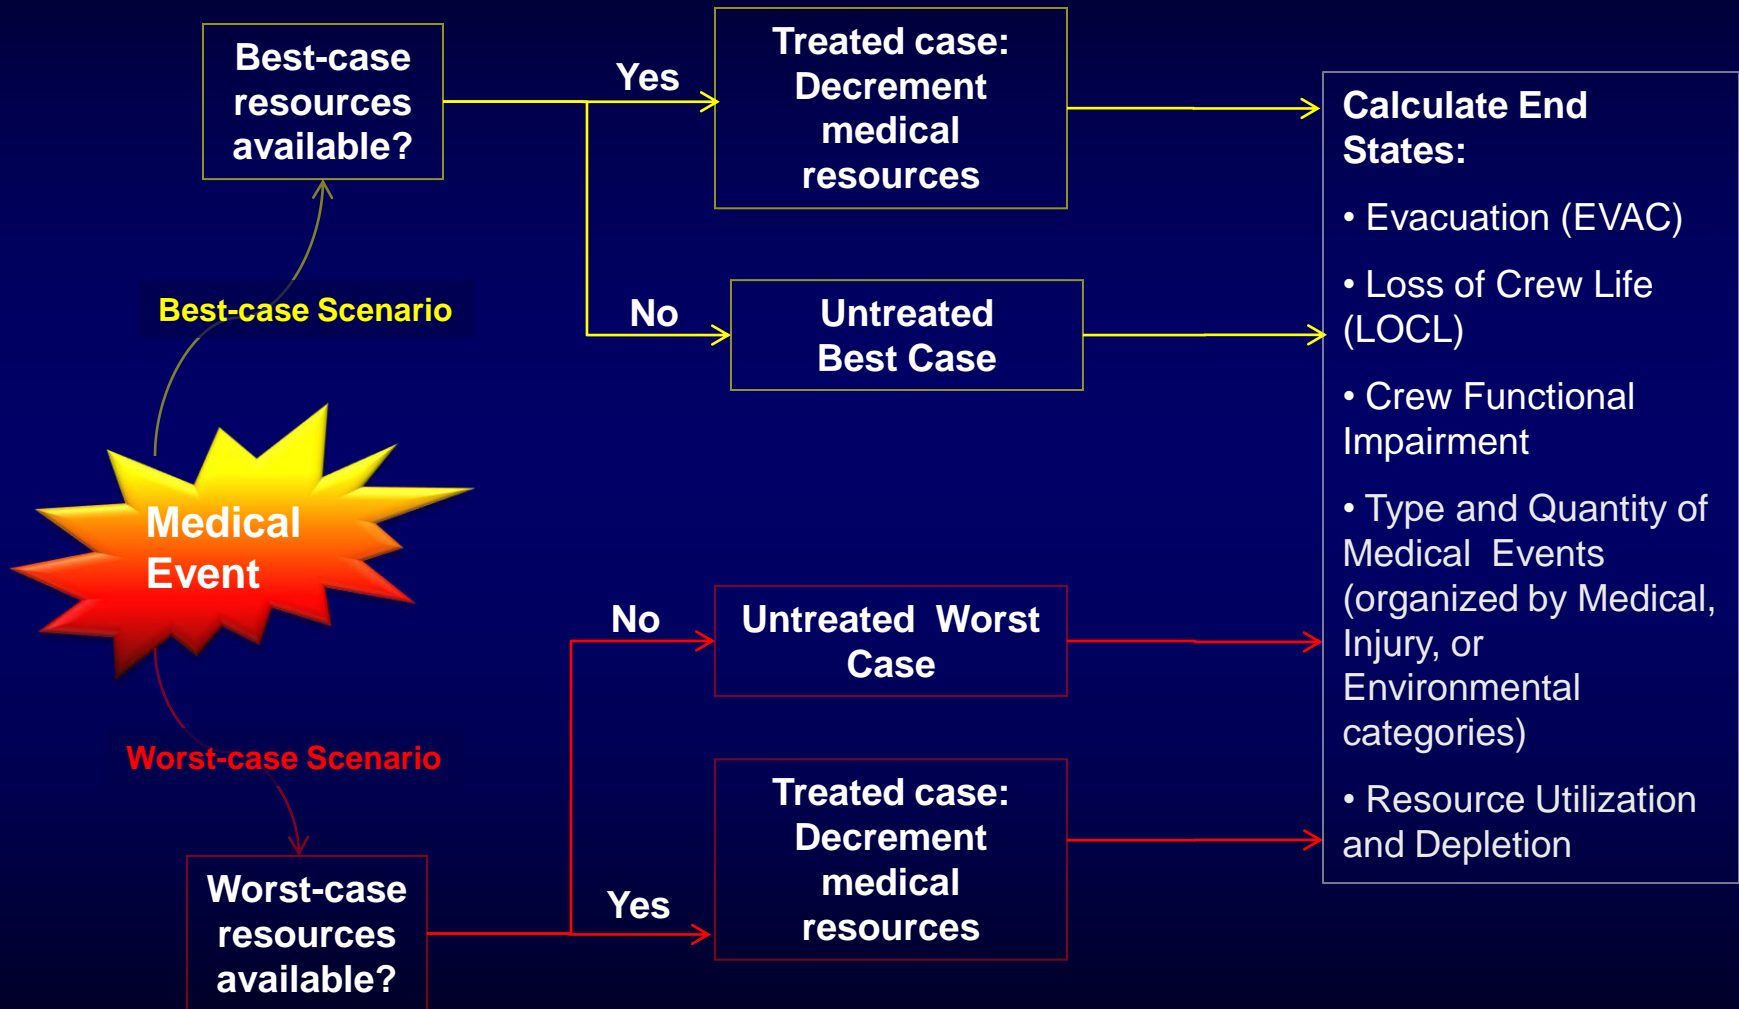 Best-case
resources
available?
Yes
Treated case:
Decrement
medical
resources
Best-case Scenario
No
Untreated
Best Case
Medical
Event
No
Untreated  Worst
Case
Worst-case Scenario
Worst-case
resources
available?
Yes
Treated case:
Decrement
medical
resources
Calculate End
States:
• Evacuation (EVAC)
• Loss of Crew Life
(LOCL)
• Crew Functional
Impairment
• Type and Quantity of
Medical  Events
(organized by Medical,
Injury, or
Environmental
categories)
• Resource Utilization
and Depletion